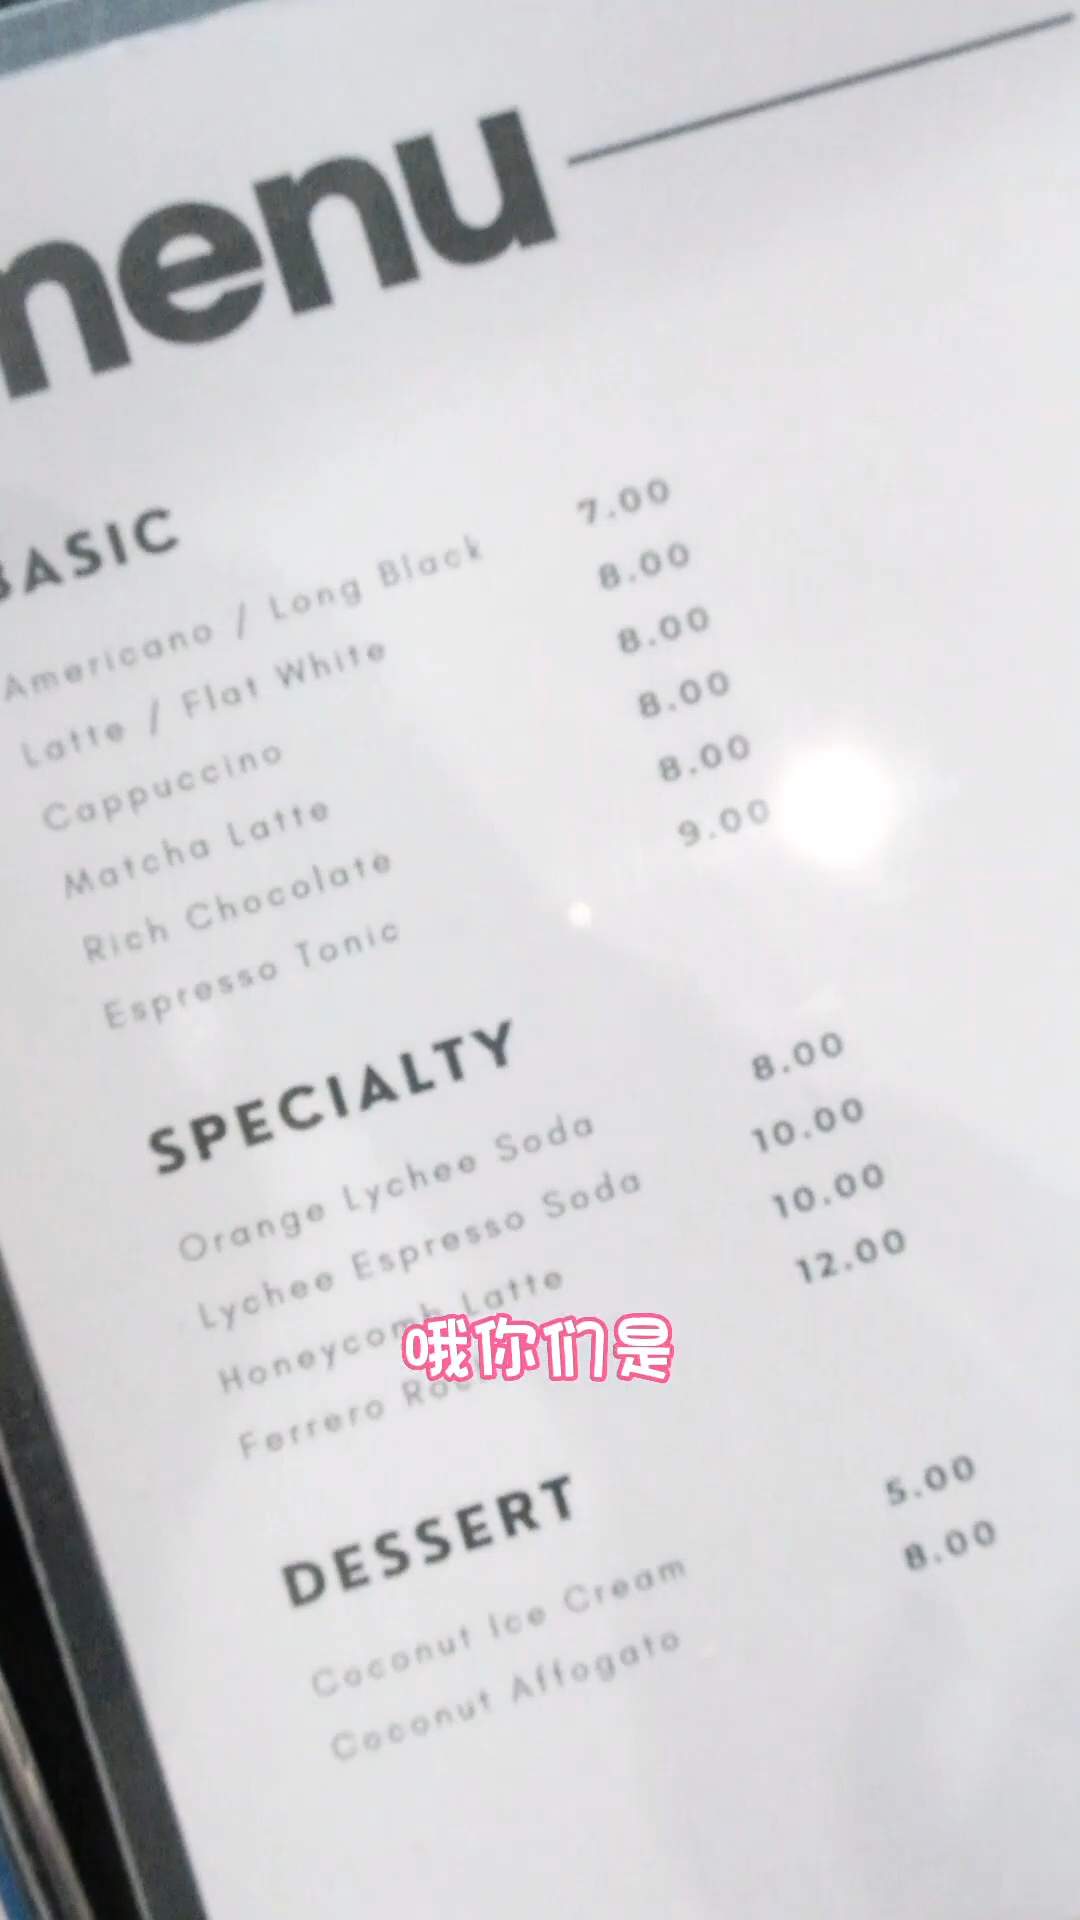 menu
BASIC
Americano / Long Black 7.00
Latte / Flat White 8.00
Cappuccino 8.00
Matcha Latte 8.00
Rich Chocolate 8.00
Espresso Tonic 9.00
SPECIALTY
Orange Lychee Soda 8.00
Lychee Espresso Soda 10.00
Honeycomb Latte 10.00
Ferrero 12.00
哦你们是
DESSERT
Coconut Ice Cream 5.00
Coconut Affogato 8.00